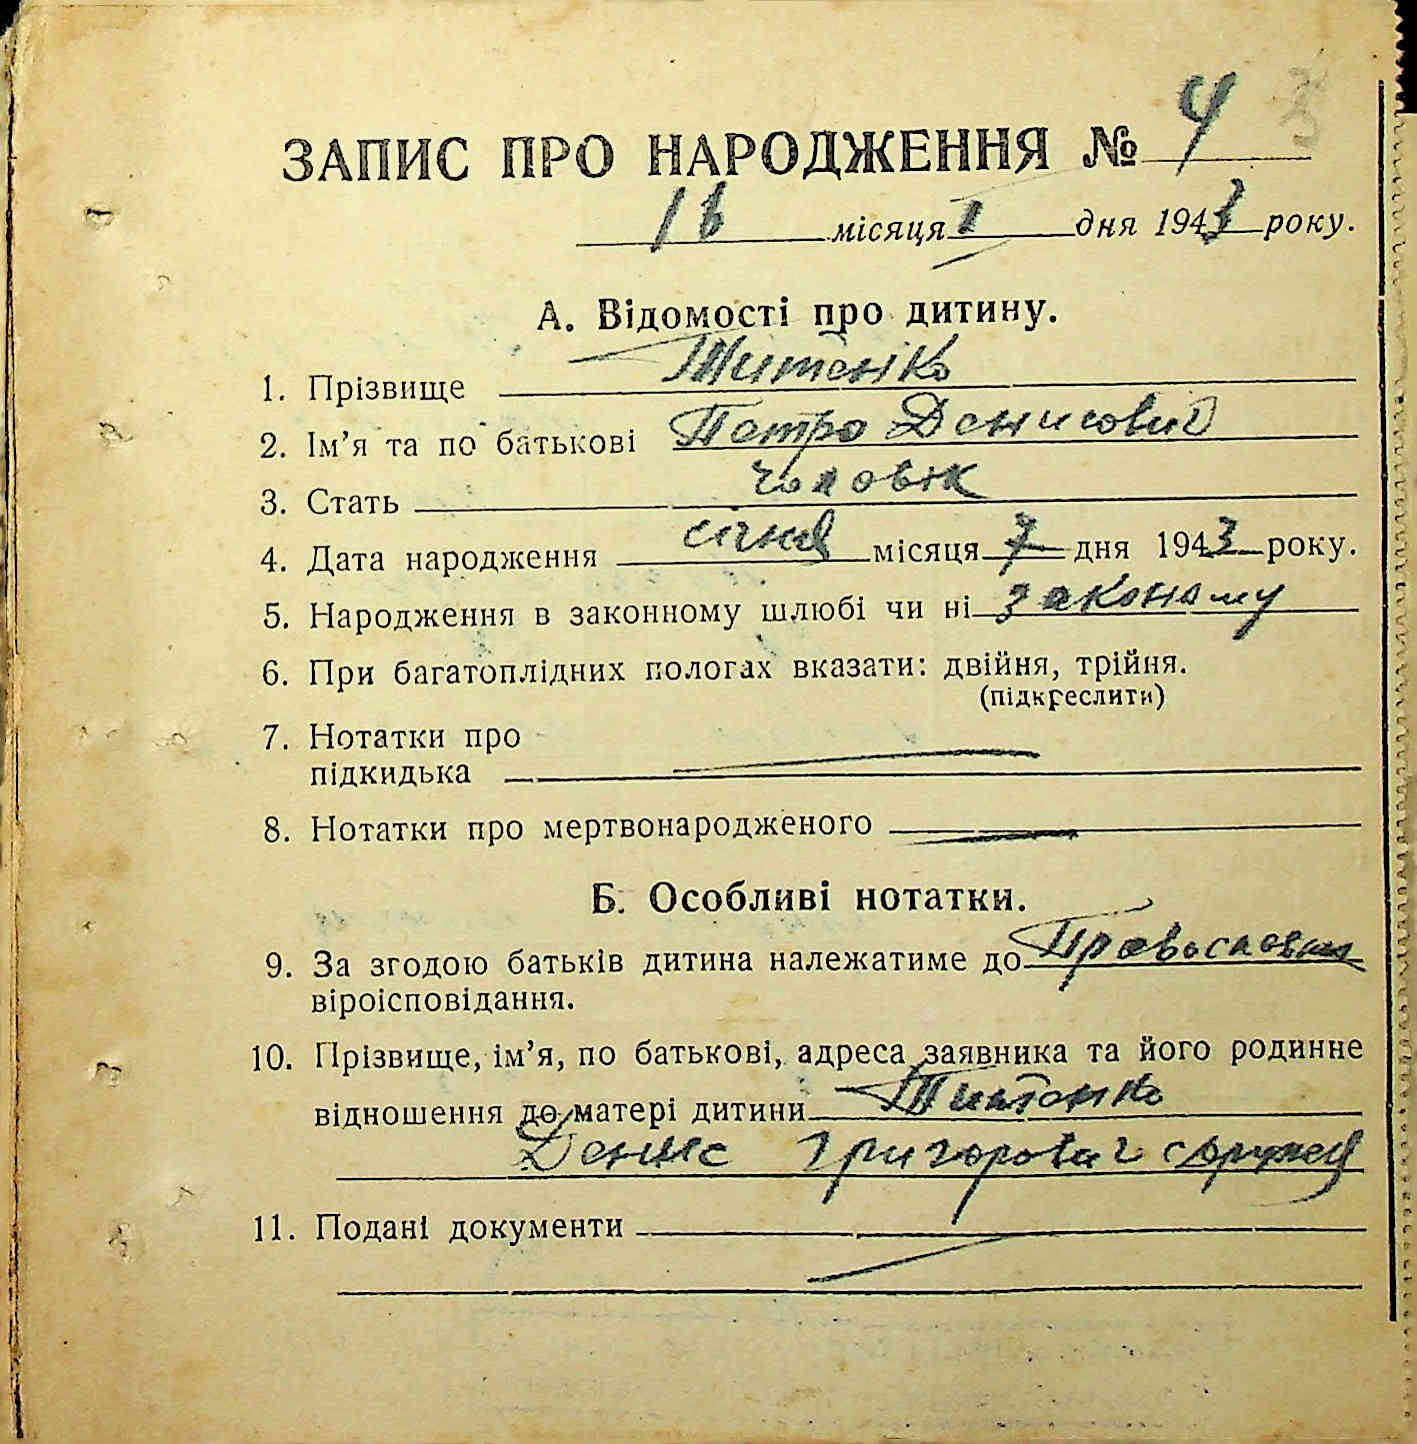 ЗАПИС ПРО НАРОДЖЕННЯ № 4
16 місяця I дня 1943 року.
А. Відомості про дитину.
1. Прізвище Титенко
2. Ім'я та по батькові Петро Денисович
3. Стать чоловік
4. Дата народження січня місяця 7 дня 1943 року.
5. Народження в законному шлюбі чи ні законому
6. При багатоплідних пологах вказати: двійня, трійня.
(підкреслити)
7. Нотатки про
підкидька
8. Нотатки про мертвонародженого
Б. Особливі нотатки.
9. За згодою батьків дитина належатиме до Православня
віроісповідання.
10. Прізвище, ім'я, по батькові, адреса заявника та його родинне
відношення до матері дитини Титенко
Денис Григорович
11. Подані документи